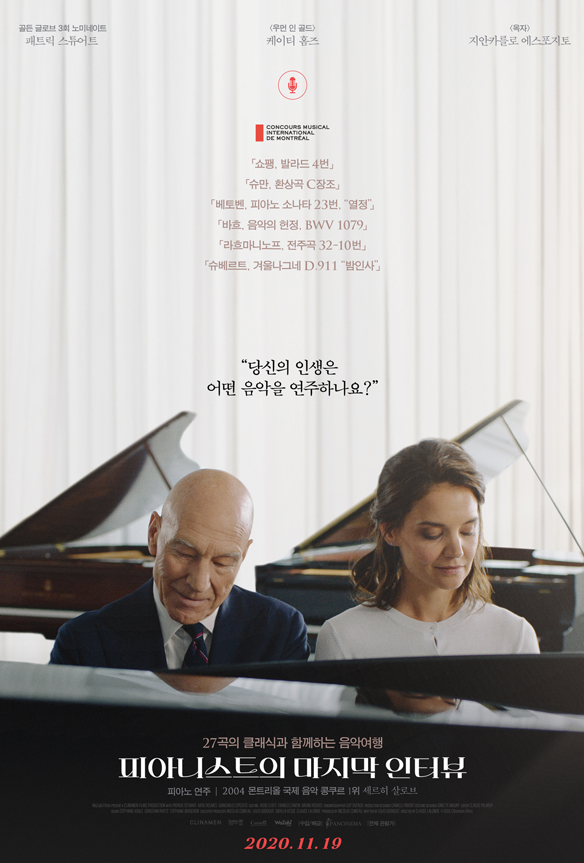 골든 글로브 3회 노미네이트
패트릭 스튜어트
〈우먼 인 골드〉
케이티 홈즈
〈옥자〉
지안카를로 에스포지토
CONCOURS MUSICAL
INTERNATIONAL
DE MONTRÉAL
「쇼팽, 발라드 4번」
「슈만, 환상곡 C장조」
「베토벤, 피아노 소나타 23번, “열정”」
「바흐, 음악의 헌정, BWV 1079」
「라흐마니노프, 전주곡 32-10번」
「슈베르트, 겨울나그네 D.911 “밤인사”」
“당신의 인생은
어떤 음악을 연주하나요?”
27곡의 클래식과 함께하는 음악여행
피아니스트의 마지막 인터뷰
피아노 연주 | 2004 몬트리올 국제 음악 콩쿠르 1위 세르히 살로브
2020.11.19